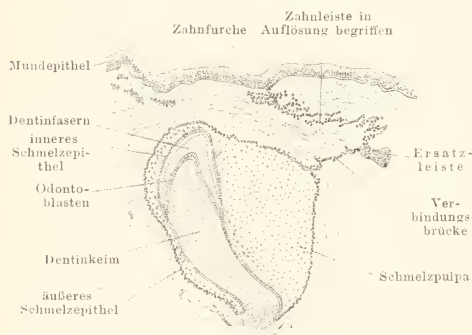 Zahnleiste in
Zahnfurche Auflösung begriffen
Mundepithel
Dentinfasern
inneres
Schmelzepi-
thel
Odonto-
blasten
Dentinkeim
äußeres
Schmelzepithel
Ersatz-
leiste
Ver-
bindungs-
brücke
Schmelzpulpa